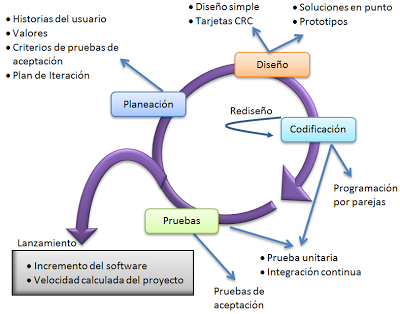 • Historias del usuario
• Valores
• Criterios de pruebas de
aceptación
• Plan de Iteración
• Diseño simple
• Tarjetas CRC
• Soluciones en punto
• Prototipos
Diseño
Planeación
Rediseño
Codificación
Programación
por parejas
Pruebas
Lanzamiento
• Incremento del software
• Velocidad calculada del proyecto
• Prueba unitaria
• Integración continua
Pruebas de
aceptación